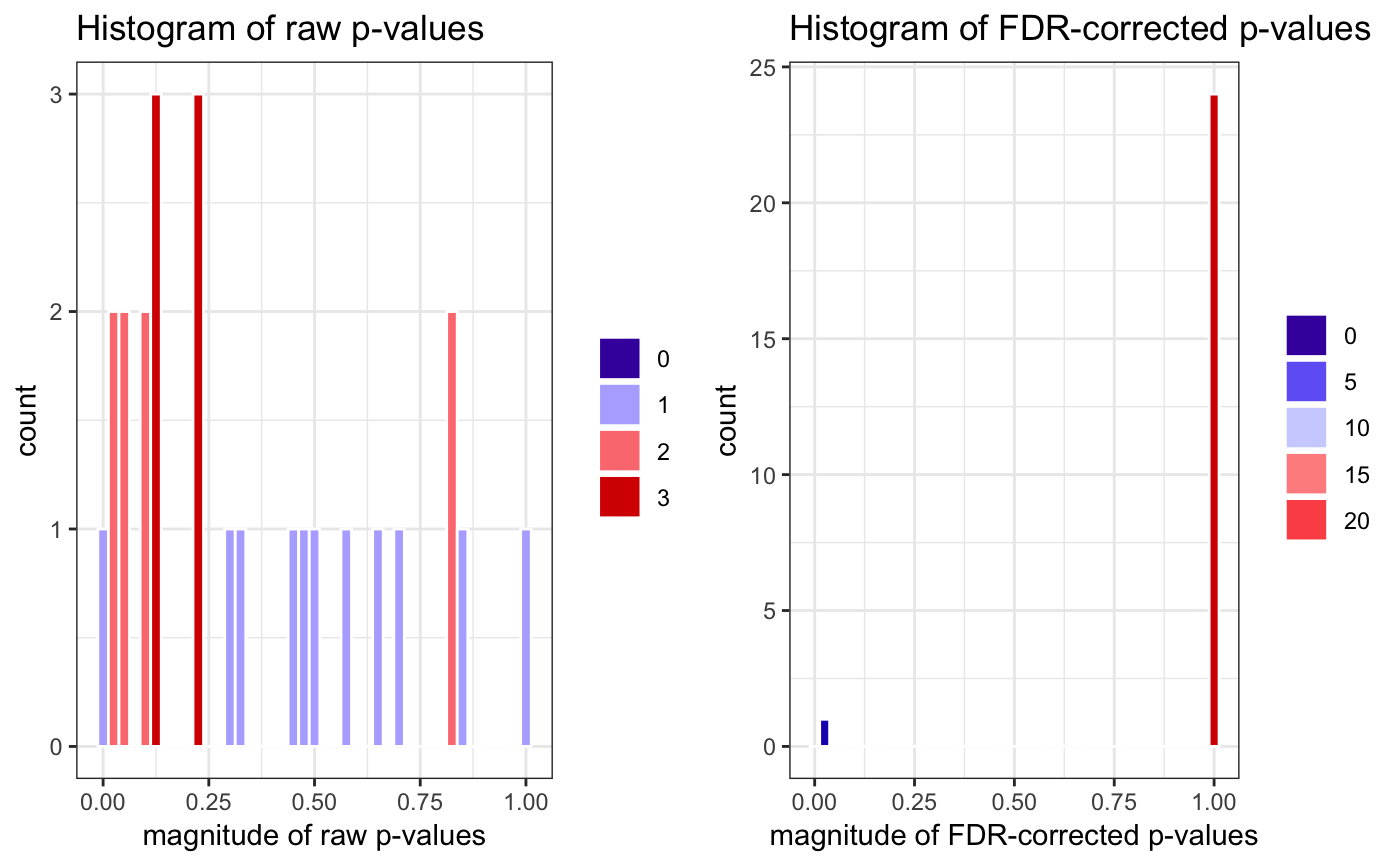 Histogram of raw p-values
3
2
1
0
count
0.00 0.25 0.50 0.75 1.00
magnitude of raw p-values
0
1
2
3
Histogram of FDR-corrected p-values
25
20
15
10
5
0
count
0.00 0.25 0.50 0.75 1.00
magnitude of FDR-corrected p-values
0
5
10
15
20